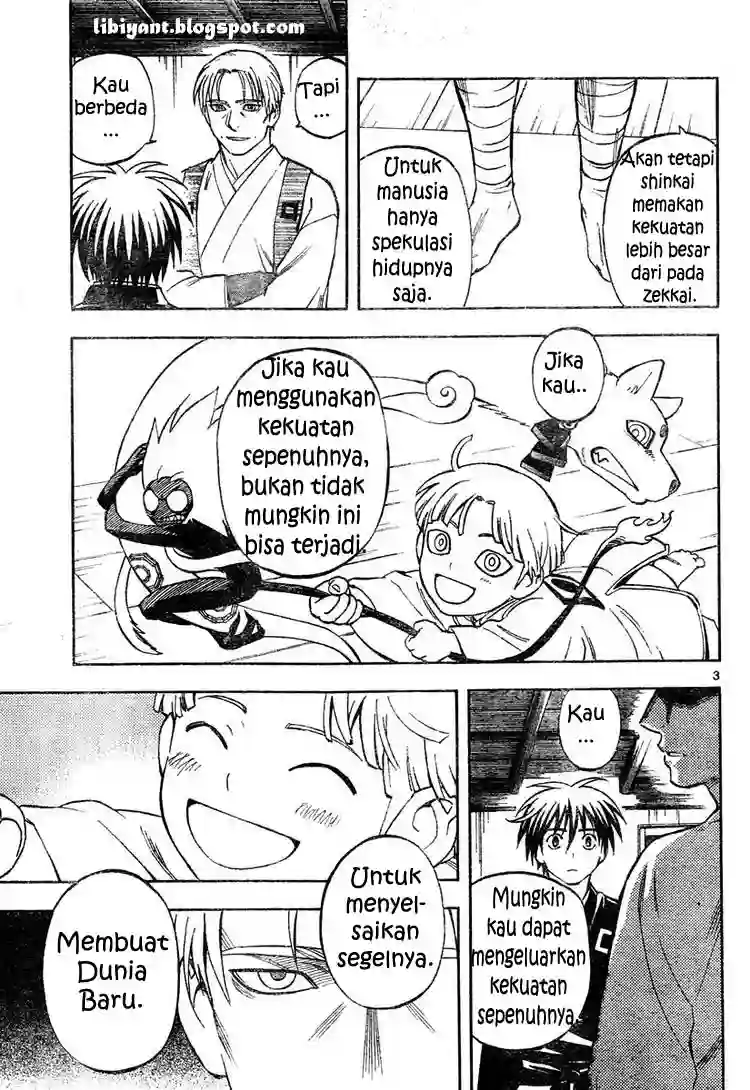 libiyant.blogspot.com
Tapi
...
Kau
berbeda
...
Akan tetapi
shinkai
memakan
kekuatan
lebih besar
dari pada
zekkai.
Untuk
manusia
hanya
spekulasi
hidupnya
saja.
Jika
kau..
Jika kau
menggunakan
kekuatan
sepenuhnya,
bukan tidak
mungkin ini
bisa terjadi.
3
Kau
...
Mungkin
kau dapat
mengeluarkan
kekuatan
sepenuhnya.
Untuk
menyel-
saikan
segelnya.
Membuat
Dunia
Baru.